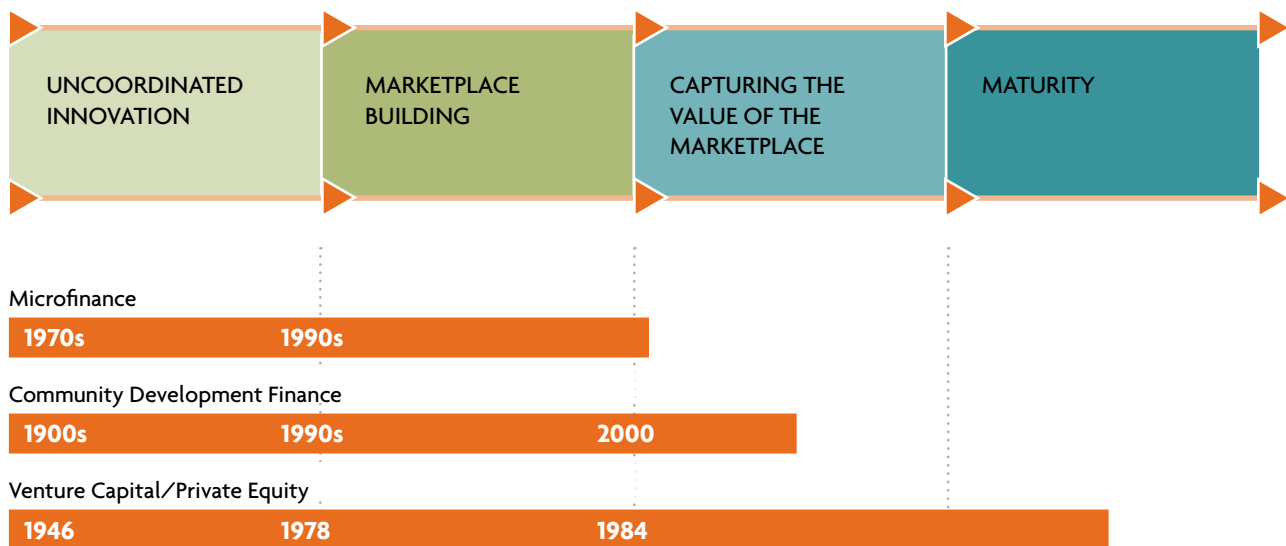 UNCOORDINATED
INNOVATION
MARKETPLACE
BUILDING
CAPTURING THE
VALUE OF THE
MARKETPLACE
MATURITY
Microfinance
1970s 1990s
Community Development Finance
1900s 1990s 2000
Venture Capital/Private Equity
1946 1978 1984